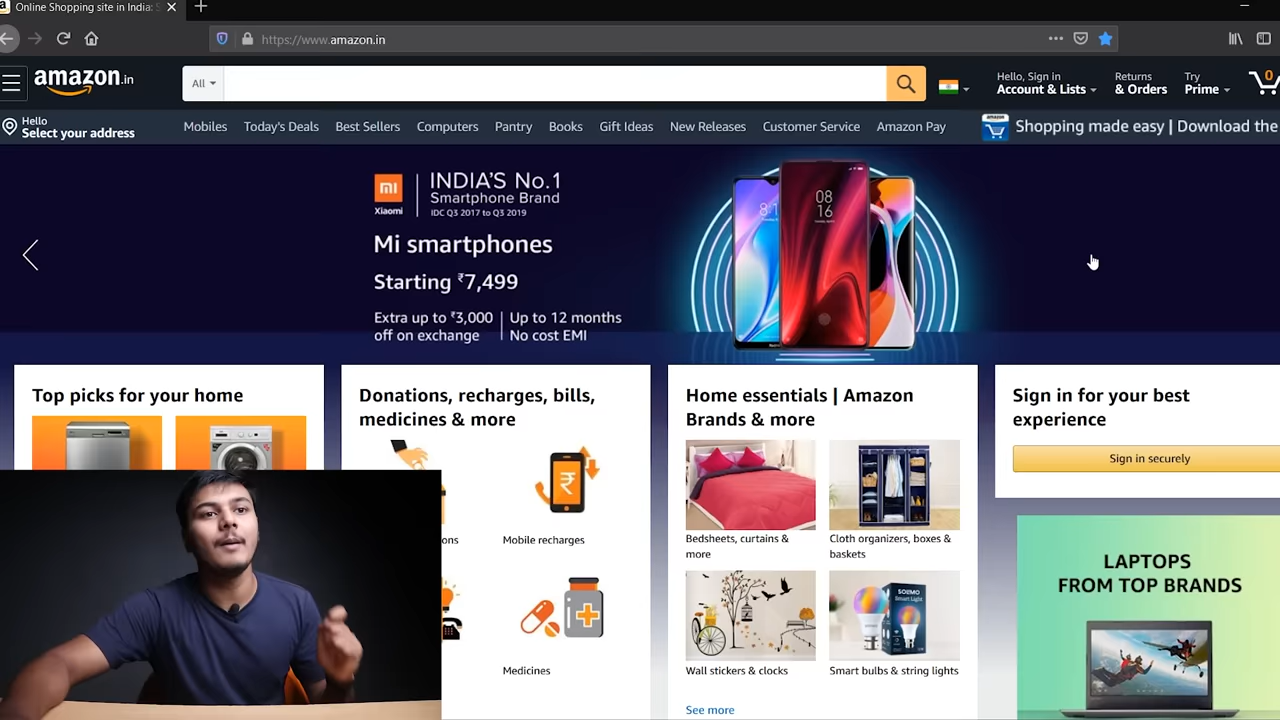 Online Shopping site in India:
https://www.amazon.in
amazon.in
All
Hello, Sign in
Account & Lists
Returns
& Orders
Try
Prime
0
Hello
Select your address
Mobiles
Today's Deals
Best Sellers
Computers
Pantry
Books
Gift Ideas
New Releases
Customer Service
Amazon Pay
Shopping made easy | Download the
mi
Xiaomi
INDIA'S No.1
Smartphone Brand
IDC Q3 2017 to Q3 2019
Mi smartphones
Starting ₹7,499
Extra up to ₹3,000
off on exchange
Up to 12 months
No cost EMI
08
16
Top picks for your home
Donations, recharges, bills,
medicines & more
ons
Mobile recharges
Medicines
Home essentials | Amazon
Brands & more
Bedsheets, curtains &
more
Cloth organizers, boxes &
baskets
Wall stickers & clocks
SOLIMO
Smart Light
Smart bulbs & string lights
See more
Sign in for your best
experience
Sign in securely
LAPTOPS
FROM TOP BRANDS